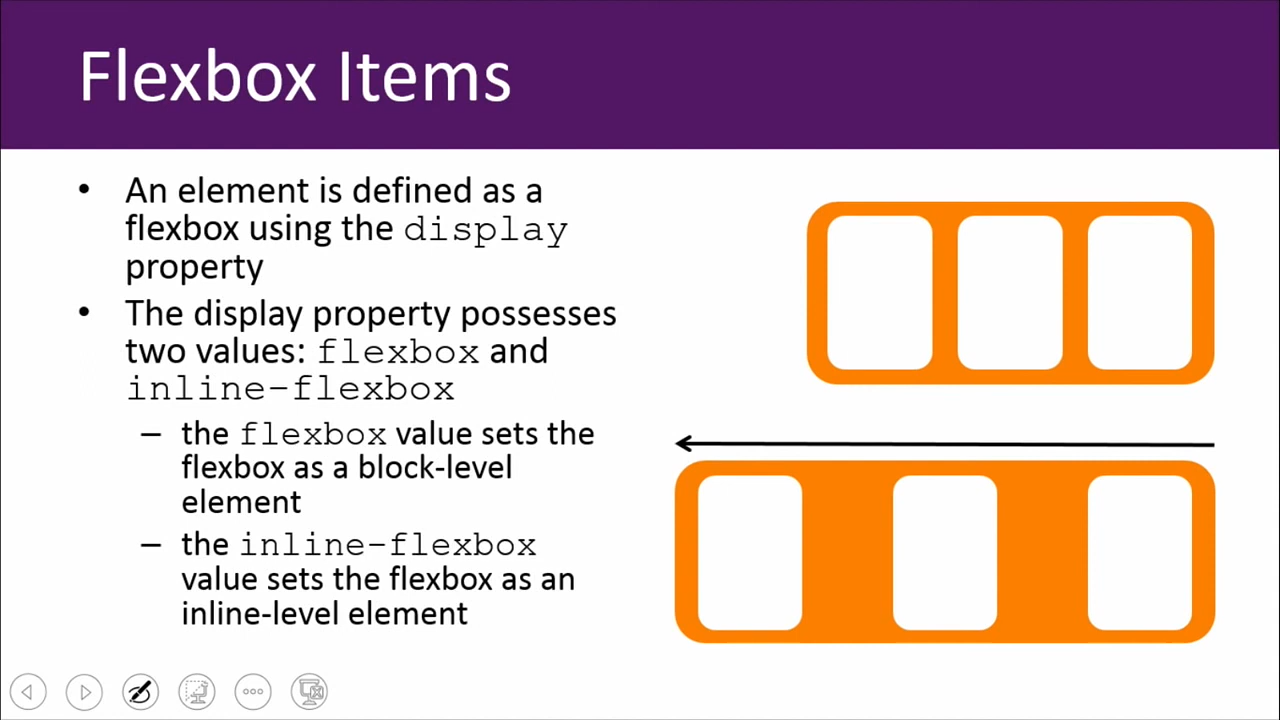 Flexbox Items
• An element is defined as a
flexbox using the display
property
• The display property possesses
two values: flexbox and
inline-flexbox
– the flexbox value sets the
flexbox as a block-level
element
– the inline-flexbox
value sets the flexbox as an
inline-level element